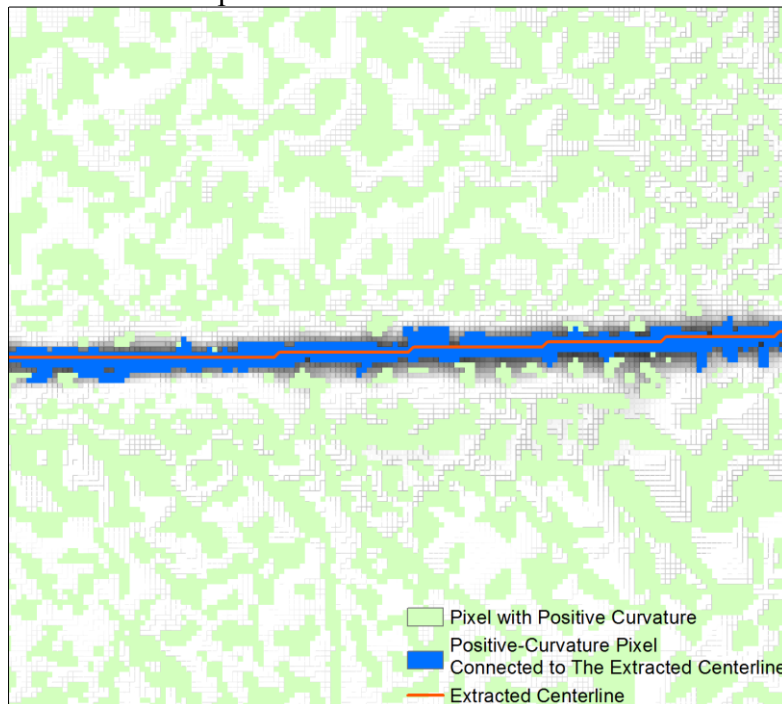 Pixel with Positive Curvature
Positive-Curvature Pixel
Connected to The Extracted Centerline
Extracted Centerline